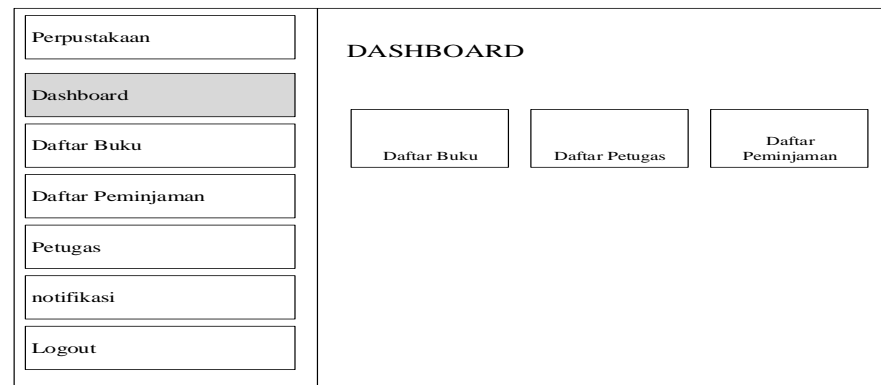 Perpustakaan
Dashboard
Daftar Buku
Daftar Peminjaman
Petugas
notifikasi
Logout
DASHBOARD
Daftar Buku
Daftar Petugas
Daftar
Peminjaman